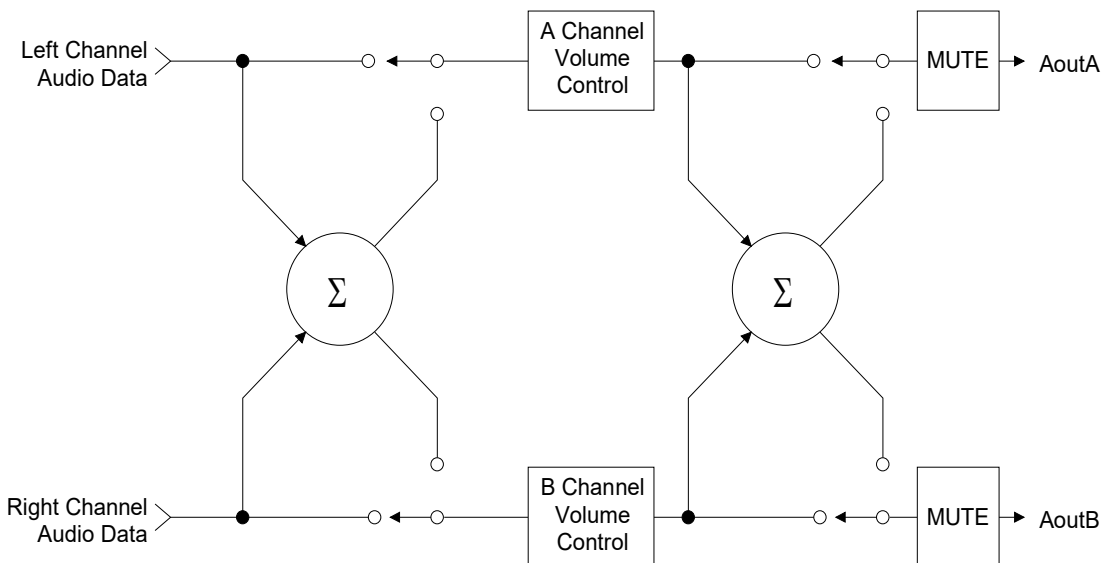 Left Channel
Audio Data
A Channel
Volume
Control
MUTE
AoutA
Σ
Σ
Right Channel
Audio Data
B Channel
Volume
Control
MUTE
AoutB